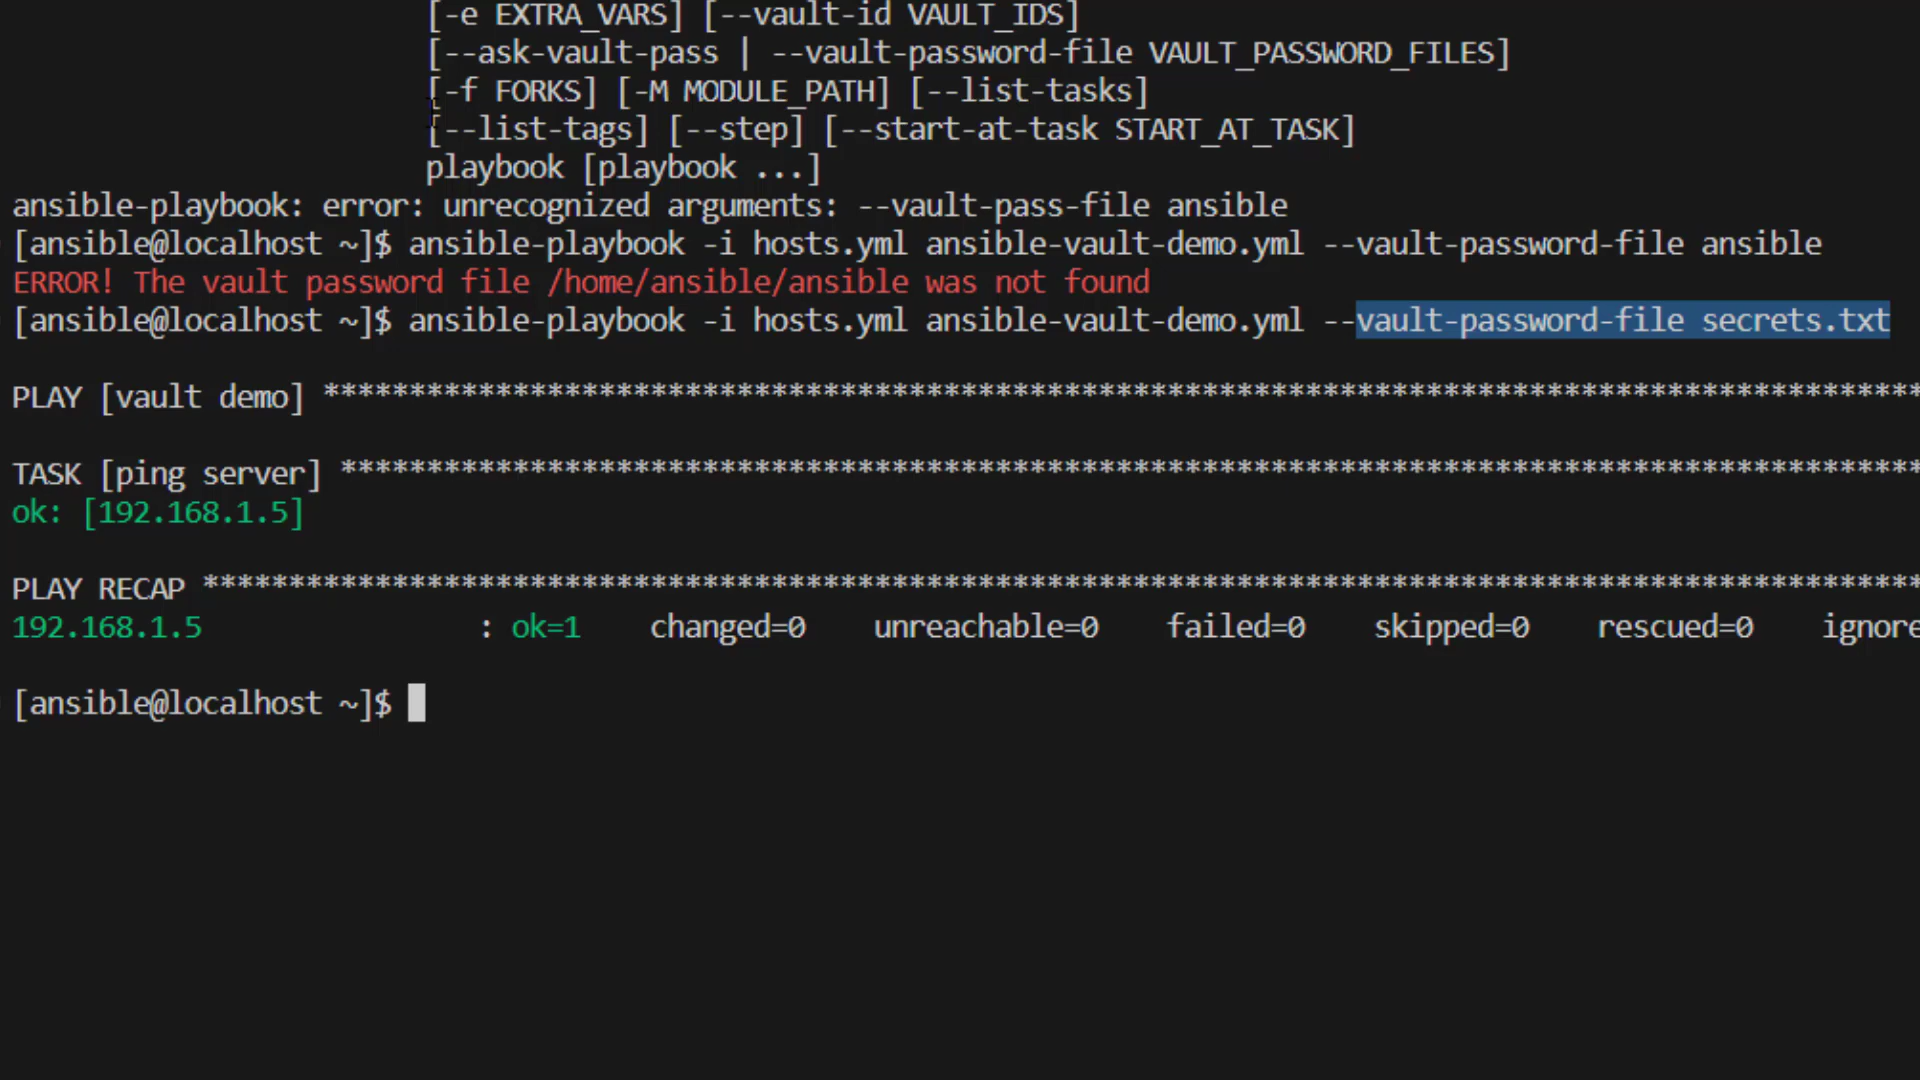 [-e EXTRA_VARS] [--vault-id VAULT_IDS]
[--ask-vault-pass | --vault-password-file VAULT_PASSWORD_FILES]
[-f FORKS] [-M MODULE_PATH] [--list-tasks]
[--list-tags] [--step] [--start-at-task START_AT_TASK]
playbook [playbook ...]
ansible-playbook: error: unrecognized arguments: --vault-pass-file ansible
[ansible@localhost ~]$ ansible-playbook -i hosts.yml ansible-vault-demo.yml --vault-password-file ansible
ERROR! The vault password file /home/ansible/ansible was not found
[ansible@localhost ~]$ ansible-playbook -i hosts.yml ansible-vault-demo.yml --vault-password-file secrets.txt
PLAY [vault demo] *********************************************************************************************
TASK [ping server] ********************************************************************************************
ok: [192.168.1.5]
PLAY RECAP ****************************************************************************************************
192.168.1.5 : ok=1 changed=0 unreachable=0 failed=0 skipped=0 rescued=0 ignore
[ansible@localhost ~]$